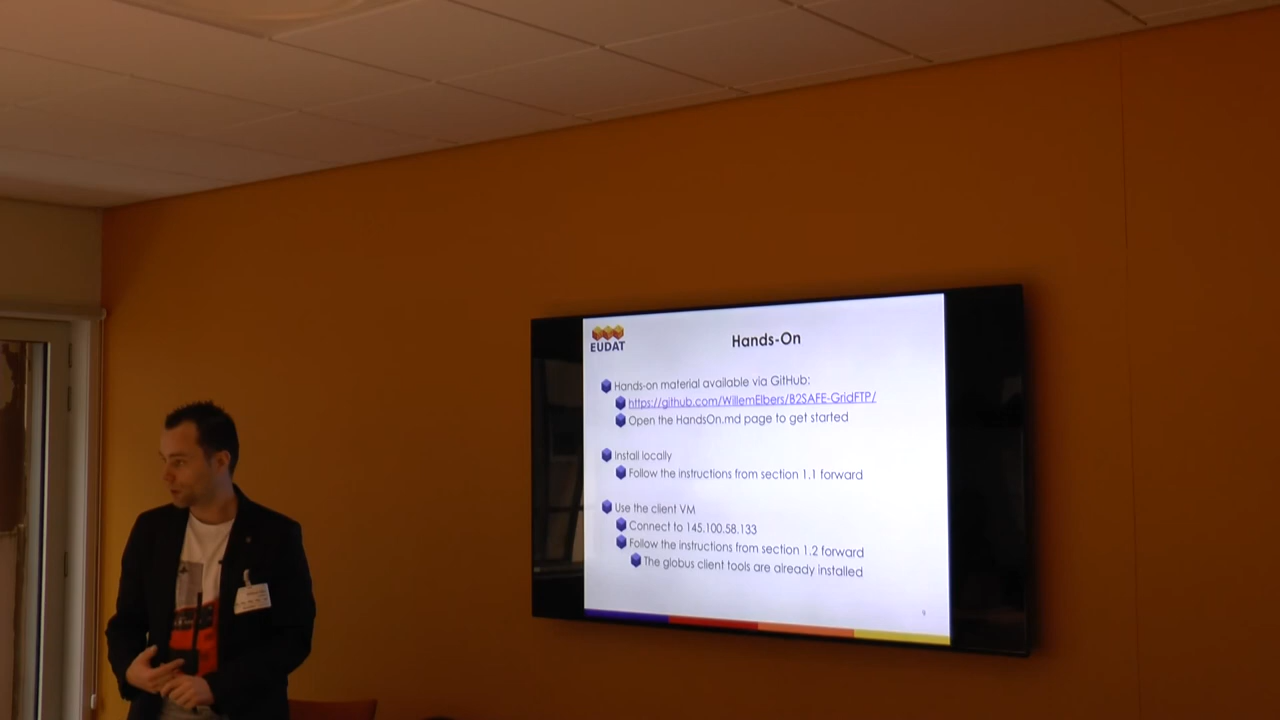 EUDAT
Hands-On
Hands-on material available via GitHub:
https://github.com/WillemElbers/B2SAFE-GridFTP/
Open the HandsOn.md page to get started
Install locally
Follow the instructions from section 1.1 forward
Use the client VM
Connect to 145.100.58.133
Follow the instructions from section 1.2 forward
The globus client tools are already installed
9